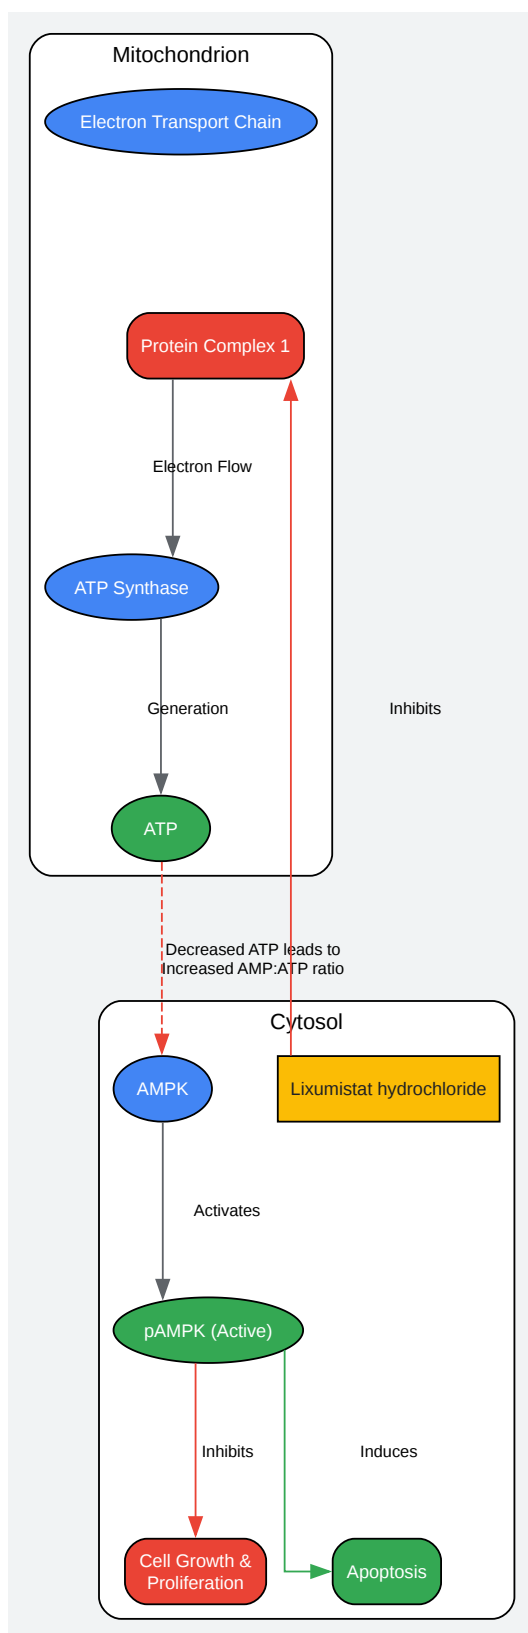 Mitochondrion
Electron Transport Chain
Protein Complex 1
Electron Flow
ATP Synthase
Generation
Inhibits
ATP
Decreased ATP leads to
Increased AMP:ATP ratio
Cytosol
AMPK
Lixumistat hydrochloride
Activates
pAMPK (Active)
Inhibits
Induces
Cell Growth &
Proliferation
Apoptosis